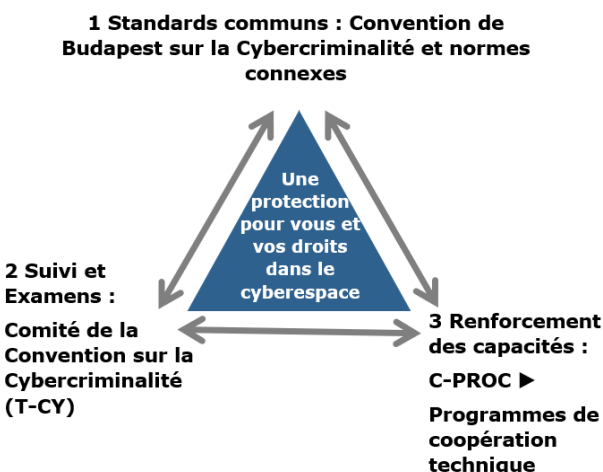 1 Standards communs : Convention de
Budapest sur la Cybercriminalité et normes
connexes
Une
protection
pour vous et
vos droits
dans le
cyberespace
2 Suivi et
Examens :
Comité de la
Convention sur la
Cybercriminalité
(T-CY)
3 Renforcement
des capacités :
C-PROC ▶
Programmes de
coopération
technique